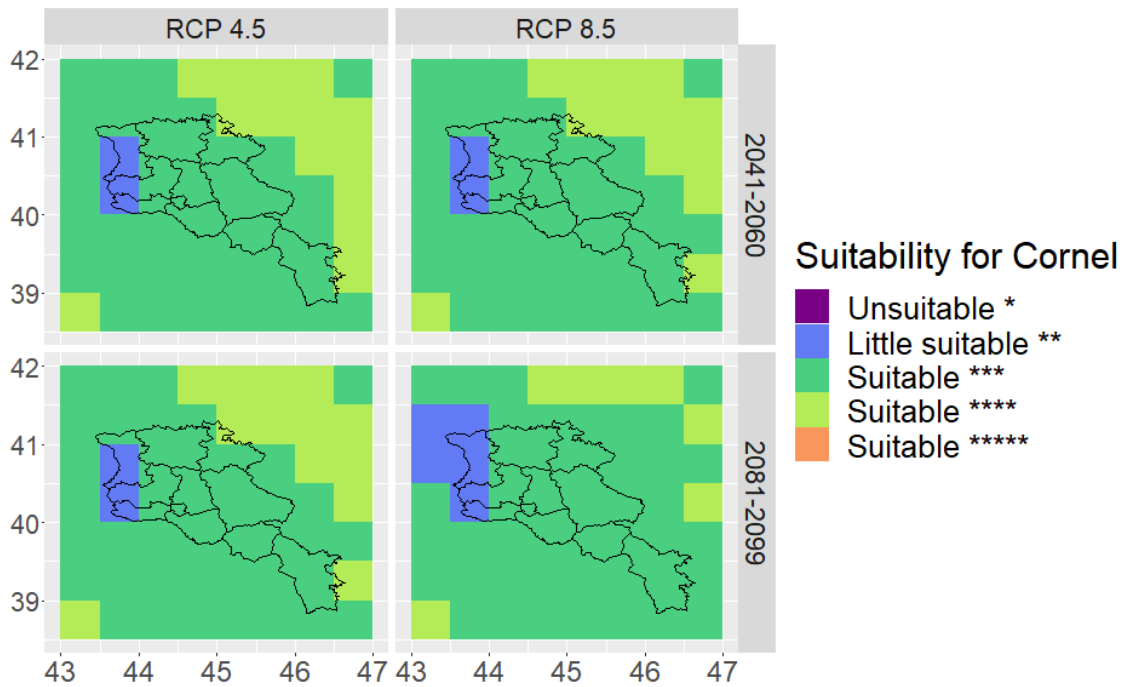 RCP 4.5
RCP 8.5
42
41
40
39
2041-2060
42
41
40
39
2081-2099
43 44 45 46 47
43 44 45 46 47
Suitability for Cornel
Unsuitable *
Little suitable **
Suitable ***
Suitable ****
Suitable *****